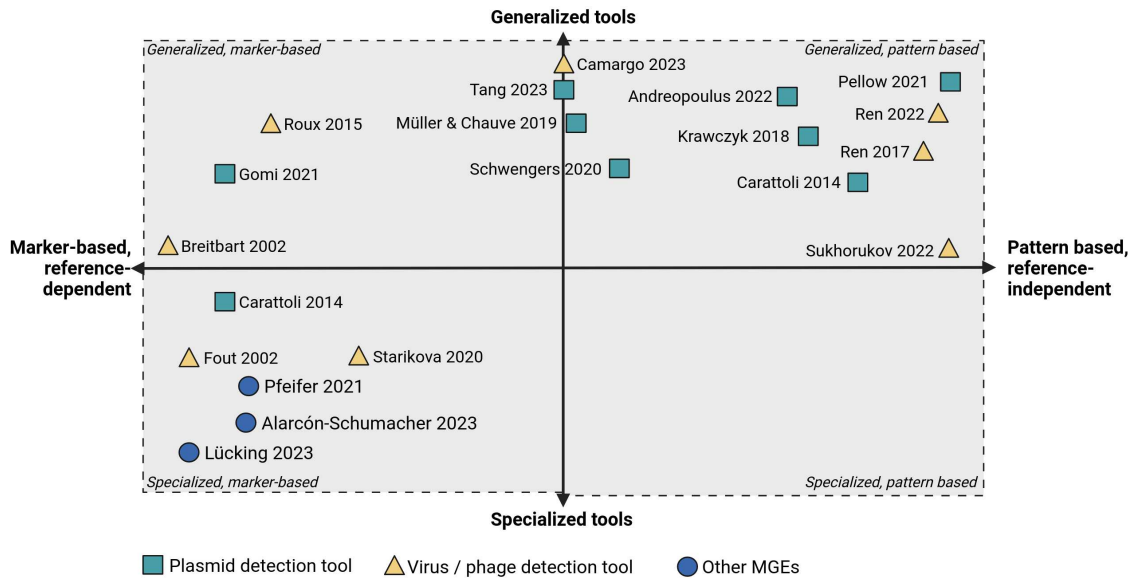 Generalized tools
Generalized, marker-based
Generalized, pattern based
Camargo 2023
Tang 2023
Pellow 2021
Andreopoulus 2022
Ren 2022
Roux 2015
Müller & Chauve 2019
Krawczyk 2018
Ren 2017
Schwengers 2020
Gomi 2021
Carattoli 2014
Breitbart 2002
Sukhorukov 2022
Marker-based,
reference-
dependent
Pattern based,
reference-
independent
Carattoli 2014
Fout 2002
Starikova 2020
Pfeifer 2021
Alarcón-Schumacher 2023
Lücking 2023
Specialized, marker-based
Specialized, pattern based
Specialized tools
Plasmid detection tool
Virus / phage detection tool
Other MGEs